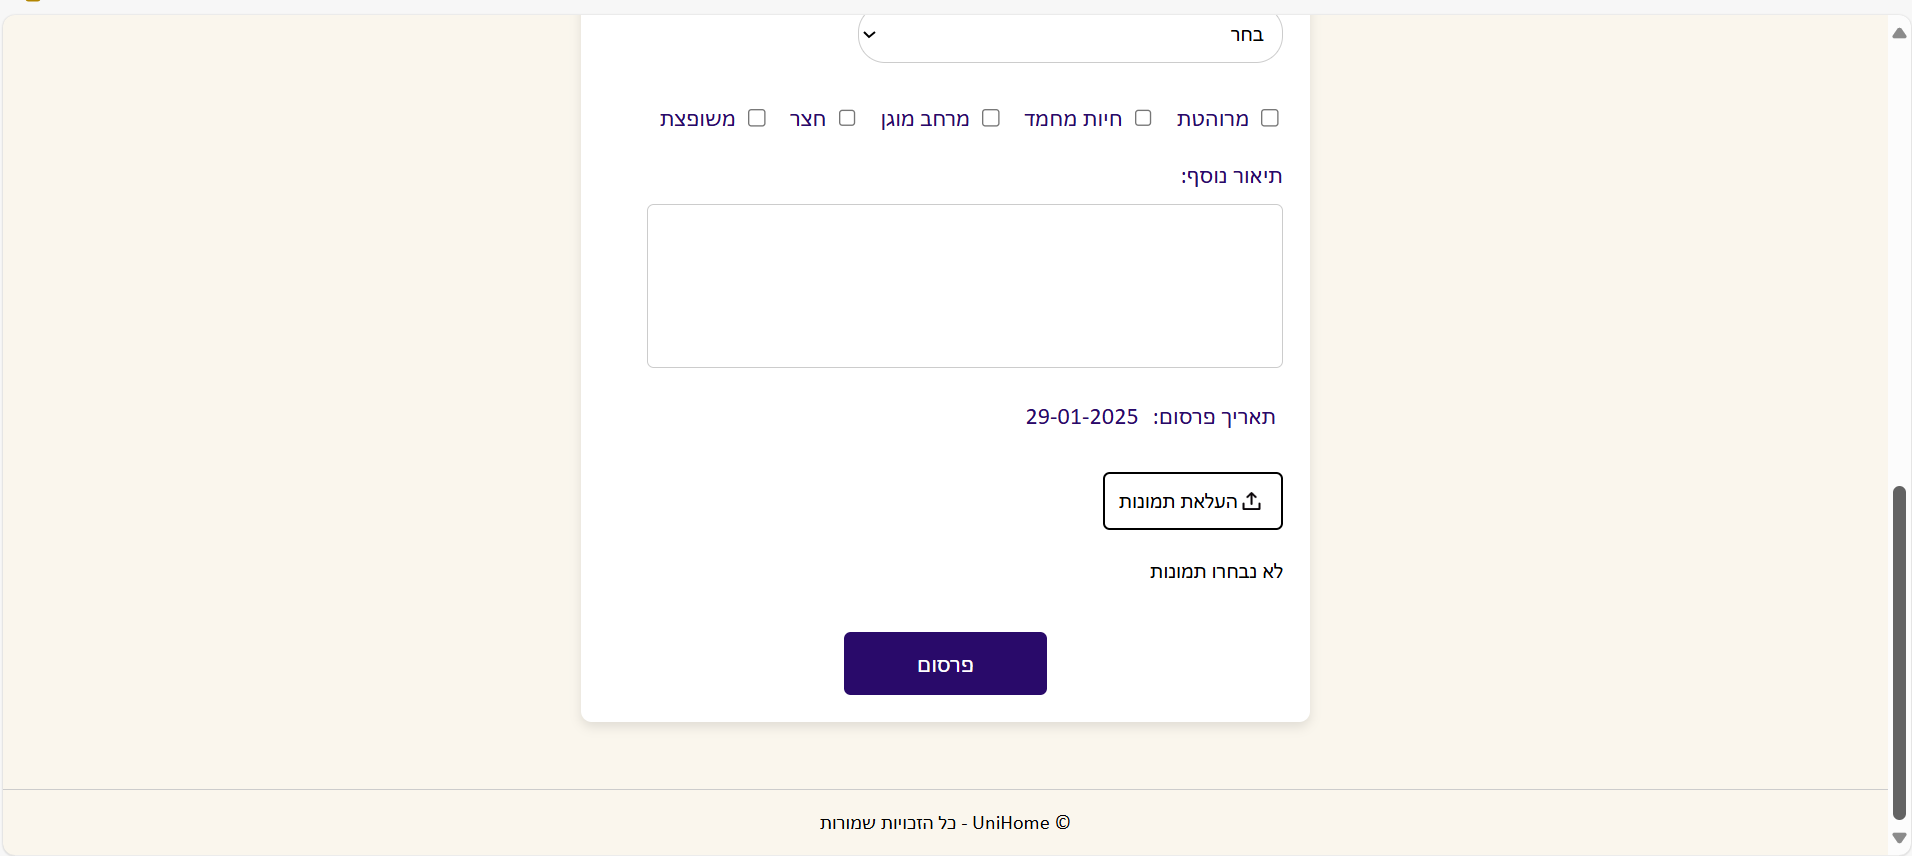 בחר
מרוהטת חיות מחמד מרחב מוגן חצר משופצת
תיאור נוסף:
תאריך פרסום: 29-01-2025
העלאת תמונות
לא נבחרו תמונות
פרסום
© UniHome - כל הזכויות שמורות